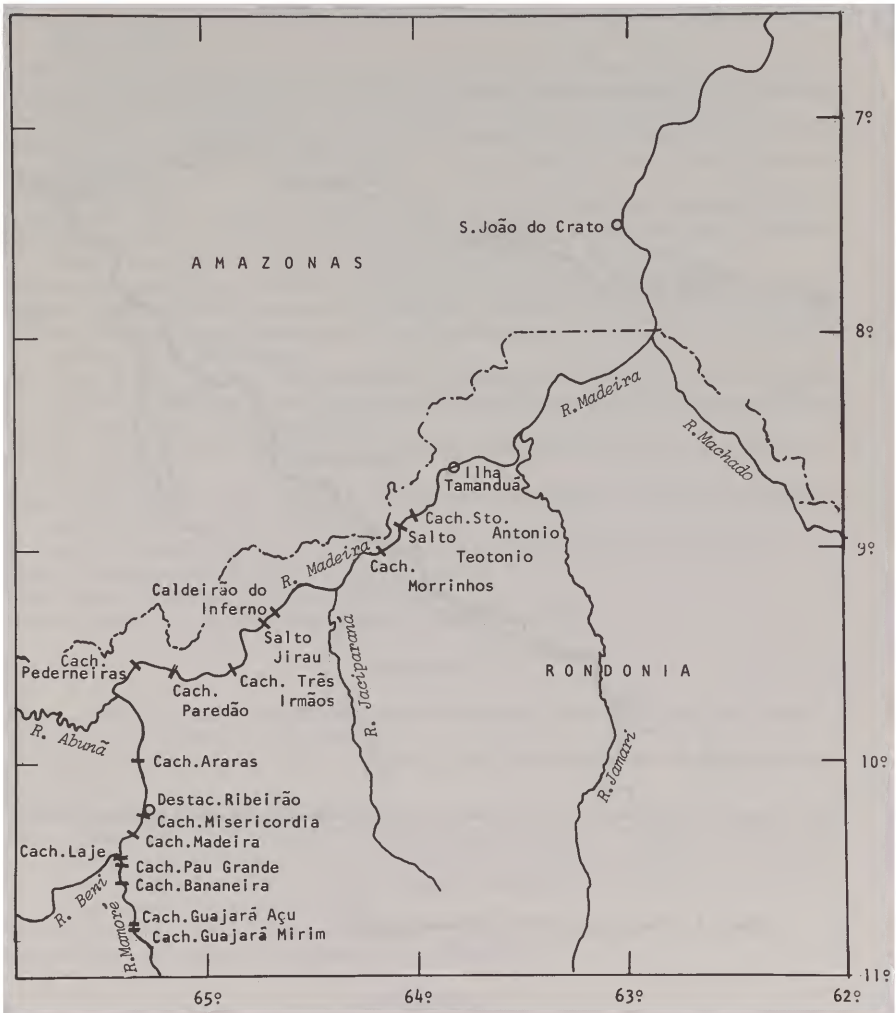 7º
S.João do Crato
A M A Z O N A S
8º
R.Madeira
R.Machado
Ilha
Tamanduá
Cach.Sto.
Antonio
Salto
Teotonio
9º
Cach.
Morrinhos
R. Madeira
Caldeirão do
Inferno
Salto
Jirau
Cach.
Pederneiras
Cach. Três
Irmãos
Cach.
Paredão
R. Jaciparaná
R O N D O N I A
R. Abunã
Cach.Araras
10º
R.Jamari
Destac.Ribeirão
Cach.Misericordia
Cach.Madeira
Cach.Laje
Cach.Pau Grande
Cach.Bananeira
R. Beni
R.Mamoré
Cach.Guajará Açu
Cach.Guajará Mirim
11º
65º
64º
63º
62º